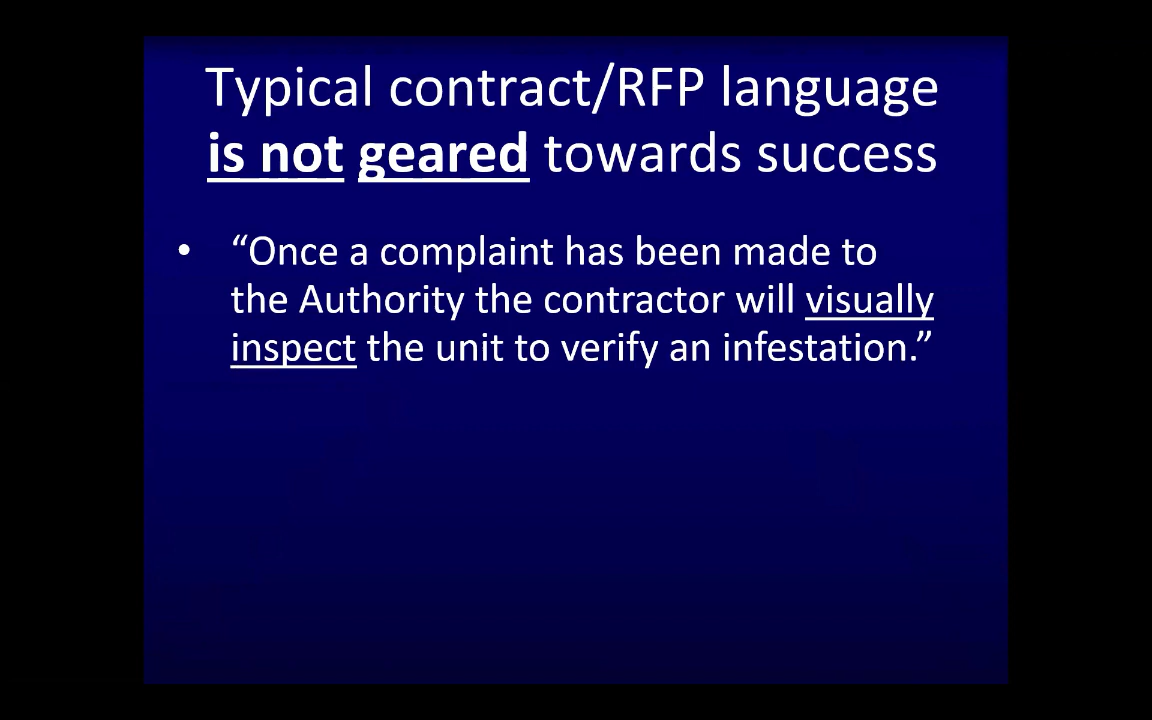 Typical contract/RFP language
is not geared towards success
• “Once a complaint has been made to
the Authority the contractor will visually
inspect the unit to verify an infestation.”